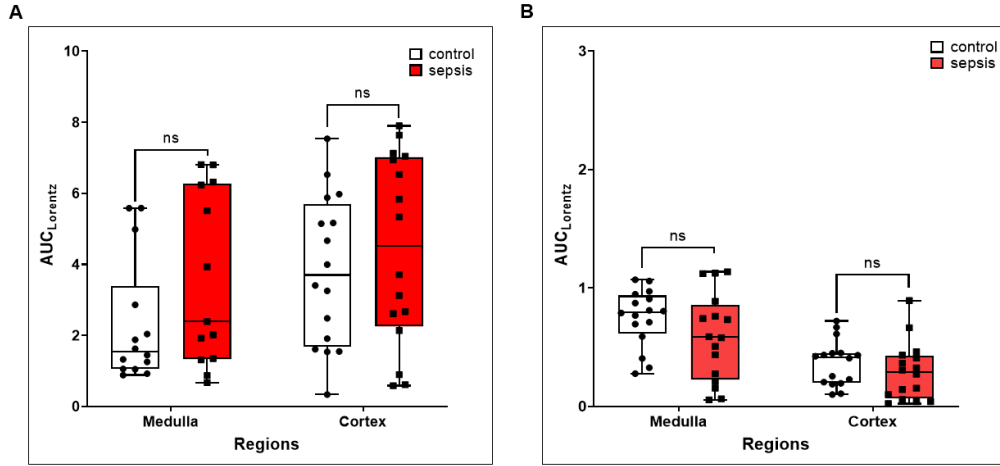 A
control
sepsis
10
8
6
4
2
0
AUCLorentz
ns
ns
Medulla
Cortex
Regions
B
control
sepsis
3
2
1
0
AUCLorentz
ns
ns
Medulla
Cortex
Regions